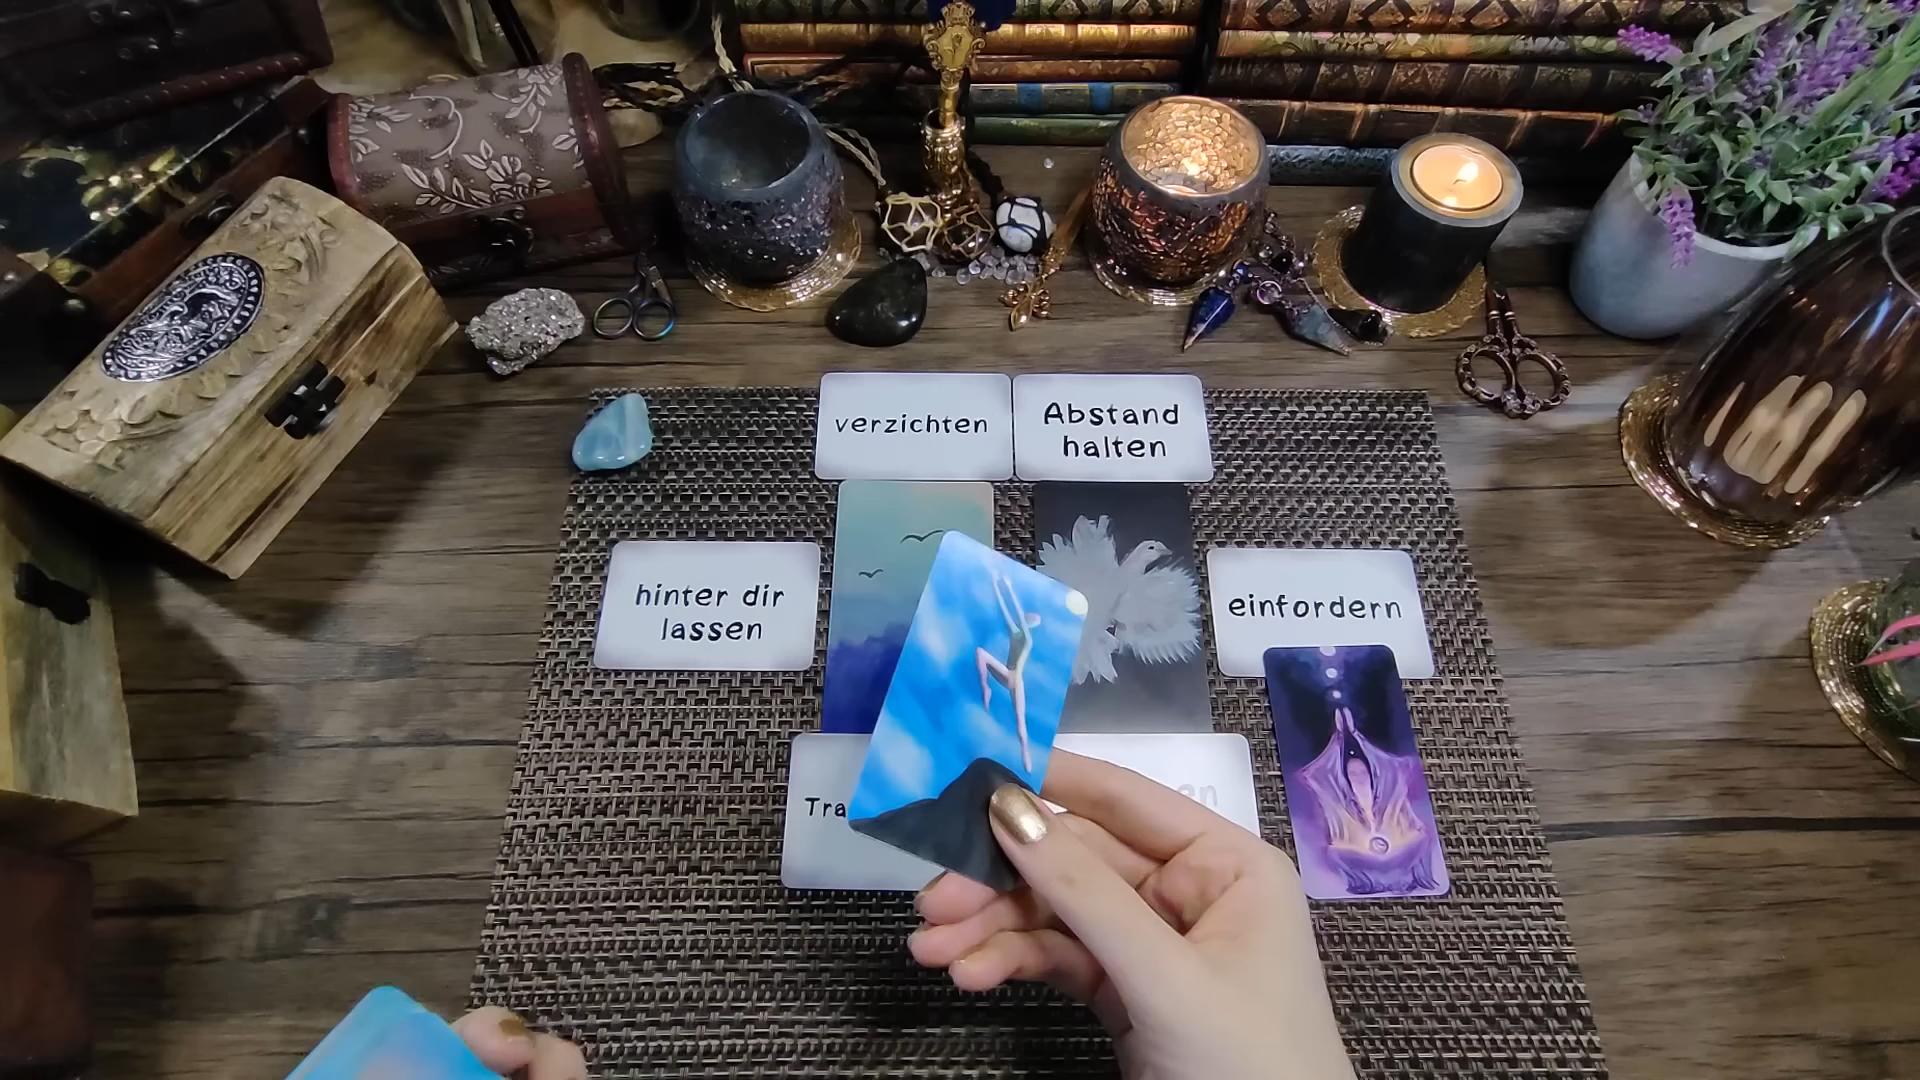 verzichten
Abstand
halten
hinter dir
lassen
einfordern